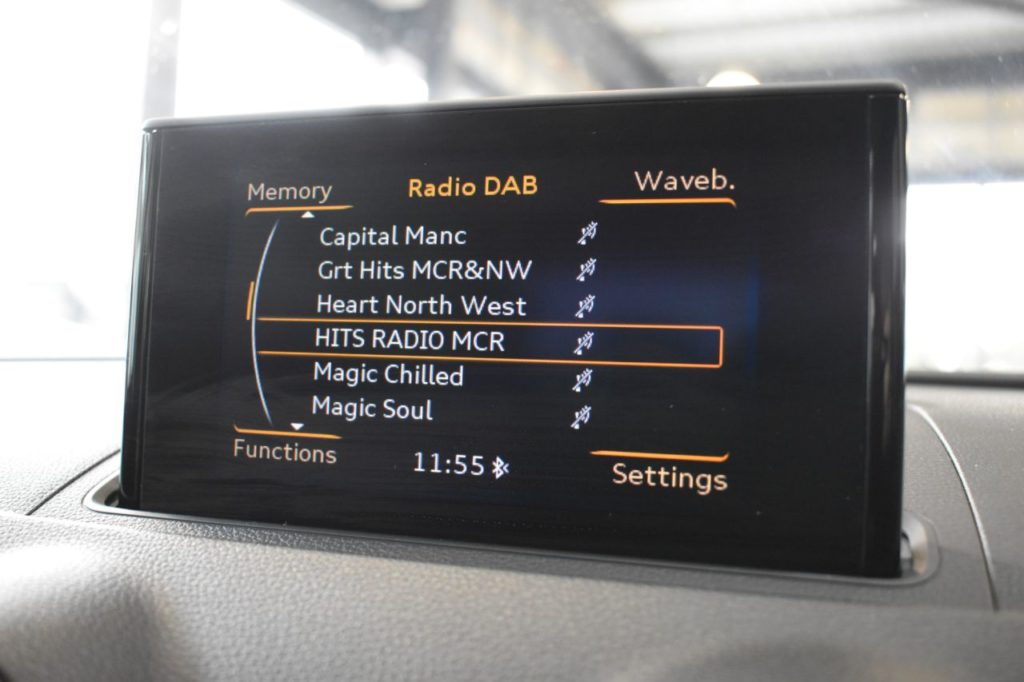 Memory Radio DAB Waveb.
Capital Manc
Grt Hits MCR&NW
Heart North West
HITS RADIO MCR
Magic Chilled
Magic Soul
Functions 11:55 Settings